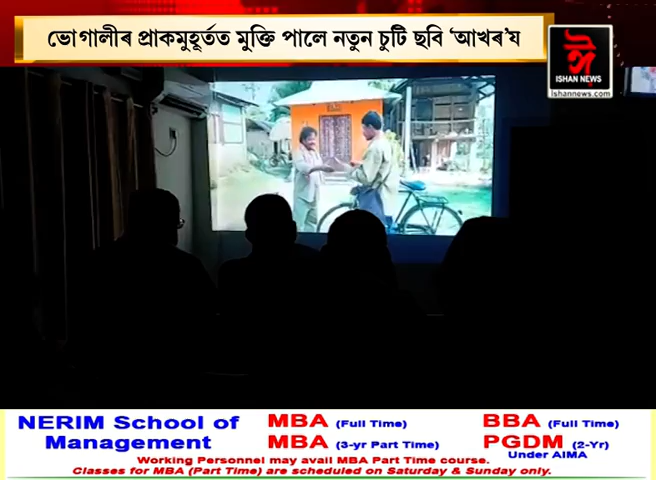 ভোগালীৰ প্ৰাকমুহূৰ্তত মুক্তি পালে নতুন চুটি ছবি ‘আখৰ’য
ঈ
ISHAN NEWS
Ishannews.com
NERIM School of Management
MBA (Full Time)
BBA (Full Time)
MBA (3-yr Part Time)
PGDM (2-Yr)
Under AIMA
Working Personnel may avail MBA Part Time course.
Classes for MBA (Part Time) are scheduled on Saturday & Sunday only.